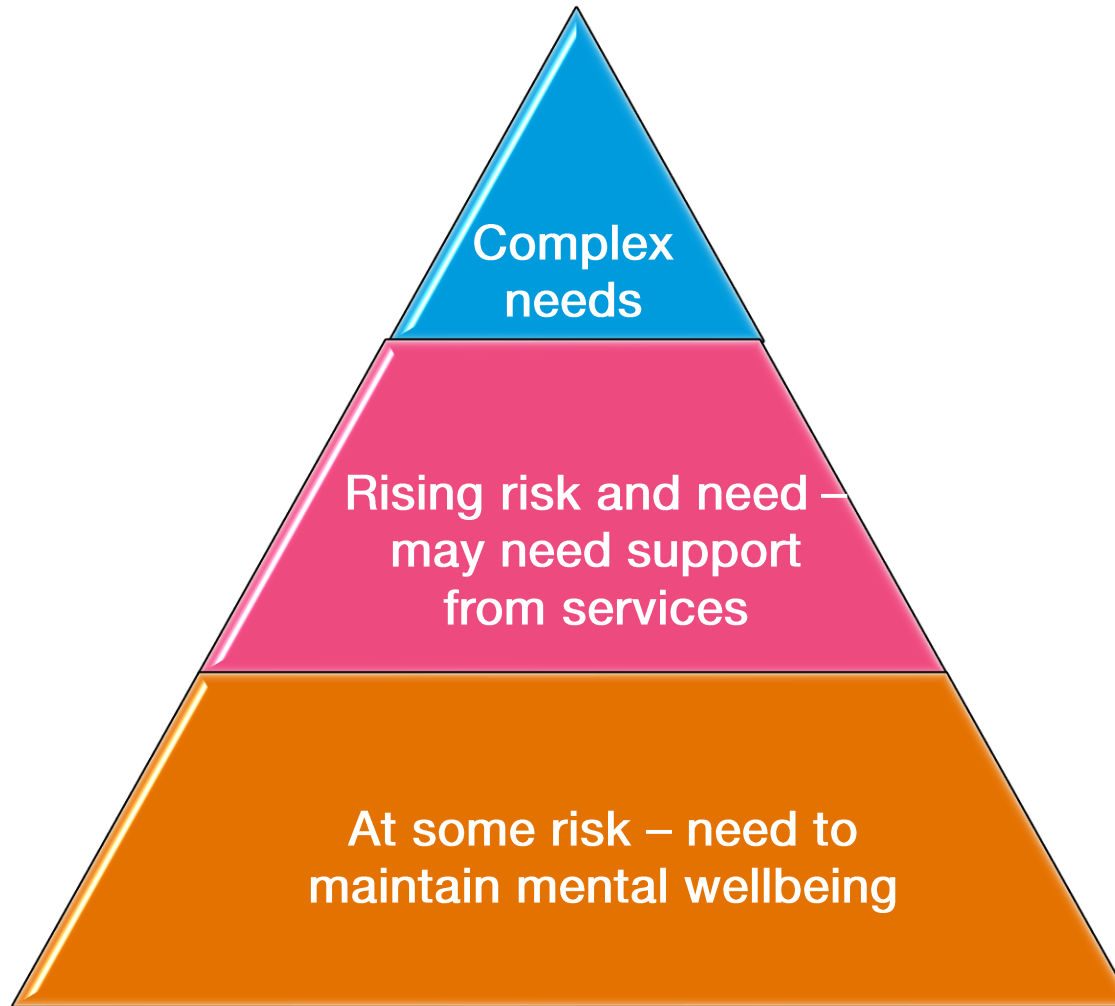 Complex
needs
Rising risk and need –
may need support
from services
At some risk – need to
maintain mental wellbeing